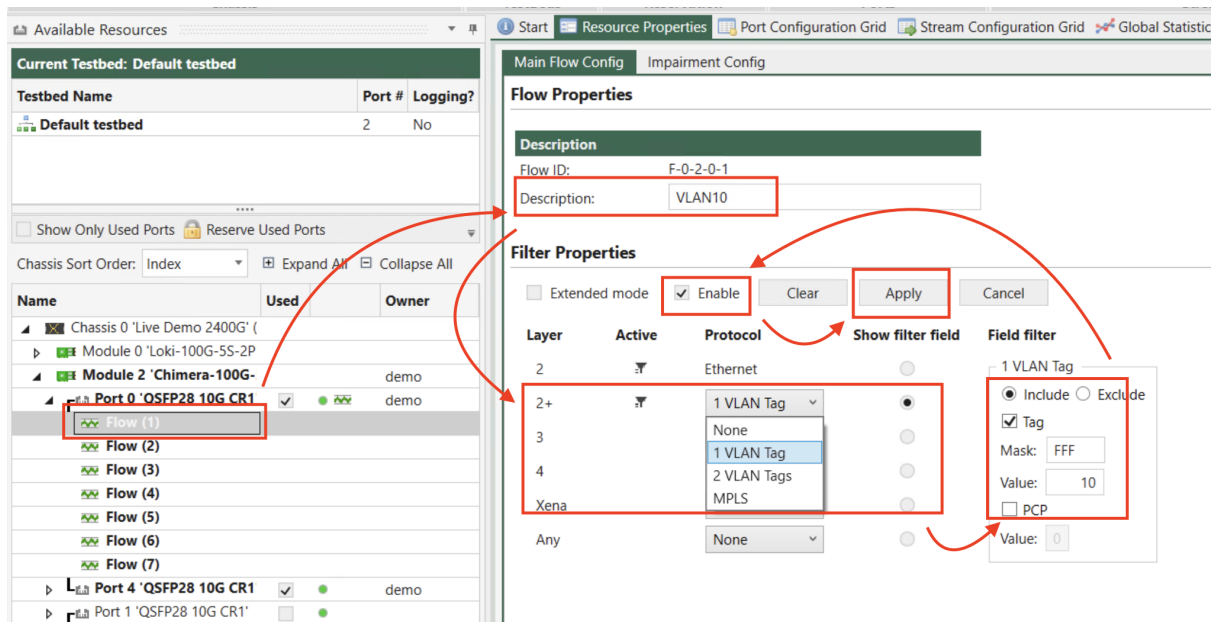 Available Resources
Current Testbed: Default testbed
Testbed Name Port # Logging?
Default testbed 2 No
Show Only Used Ports Reserve Used Ports
Chassis Sort Order: Index Expand All Collapse All
Name Used Owner
Chassis 0 'Live Demo 2400G' (
Module 0 'Loki-100G-5S-2P
Module 2 'Chimera-100G- demo
Port 0 'QSFP28 10G CR1 demo
Flow (1)
Flow (2)
Flow (3)
Flow (4)
Flow (5)
Flow (6)
Flow (7)
Port 4 'QSFP28 10G CR1 demo
Port 1 'QSFP28 10G CR1'
Start Resource Properties Port Configuration Grid Stream Configuration Grid Global Statistic
Main Flow Config Impairment Config
Flow Properties
Description
Flow ID: F-0-2-0-1
Description: VLAN10
Filter Properties
Extended mode Enable Clear Apply Cancel
Layer Active Protocol Show filter field Field filter
2 Ethernet
2+ 1 VLAN Tag
None
3
1 VLAN Tag
4 2 VLAN Tags
MPLS
Xena
Any None
1 VLAN Tag
Include Exclude
Tag
Mask: FFF
Value: 10
PCP
Value: 0